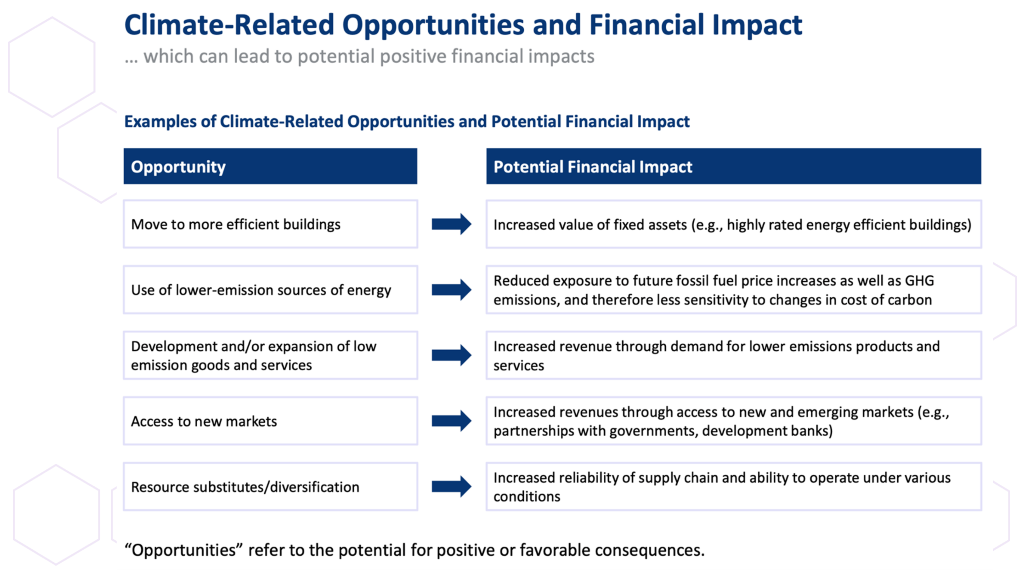 Climate-Related Opportunities and Financial Impact
… which can lead to potential positive financial impacts
Examples of Climate-Related Opportunities and Potential Financial Impact
Opportunity
Potential Financial Impact
Move to more efficient buildings
Increased value of fixed assets (e.g., highly rated energy efficient buildings)
Use of lower-emission sources of energy
Reduced exposure to future fossil fuel price increases as well as GHG
emissions, and therefore less sensitivity to changes in cost of carbon
Development and/or expansion of low
emission goods and services
Increased revenue through demand for lower emissions products and
services
Access to new markets
Increased revenues through access to new and emerging markets (e.g.,
partnerships with governments, development banks)
Resource substitutes/diversification
Increased reliability of supply chain and ability to operate under various
conditions
“Opportunities” refer to the potential for positive or favorable consequences.